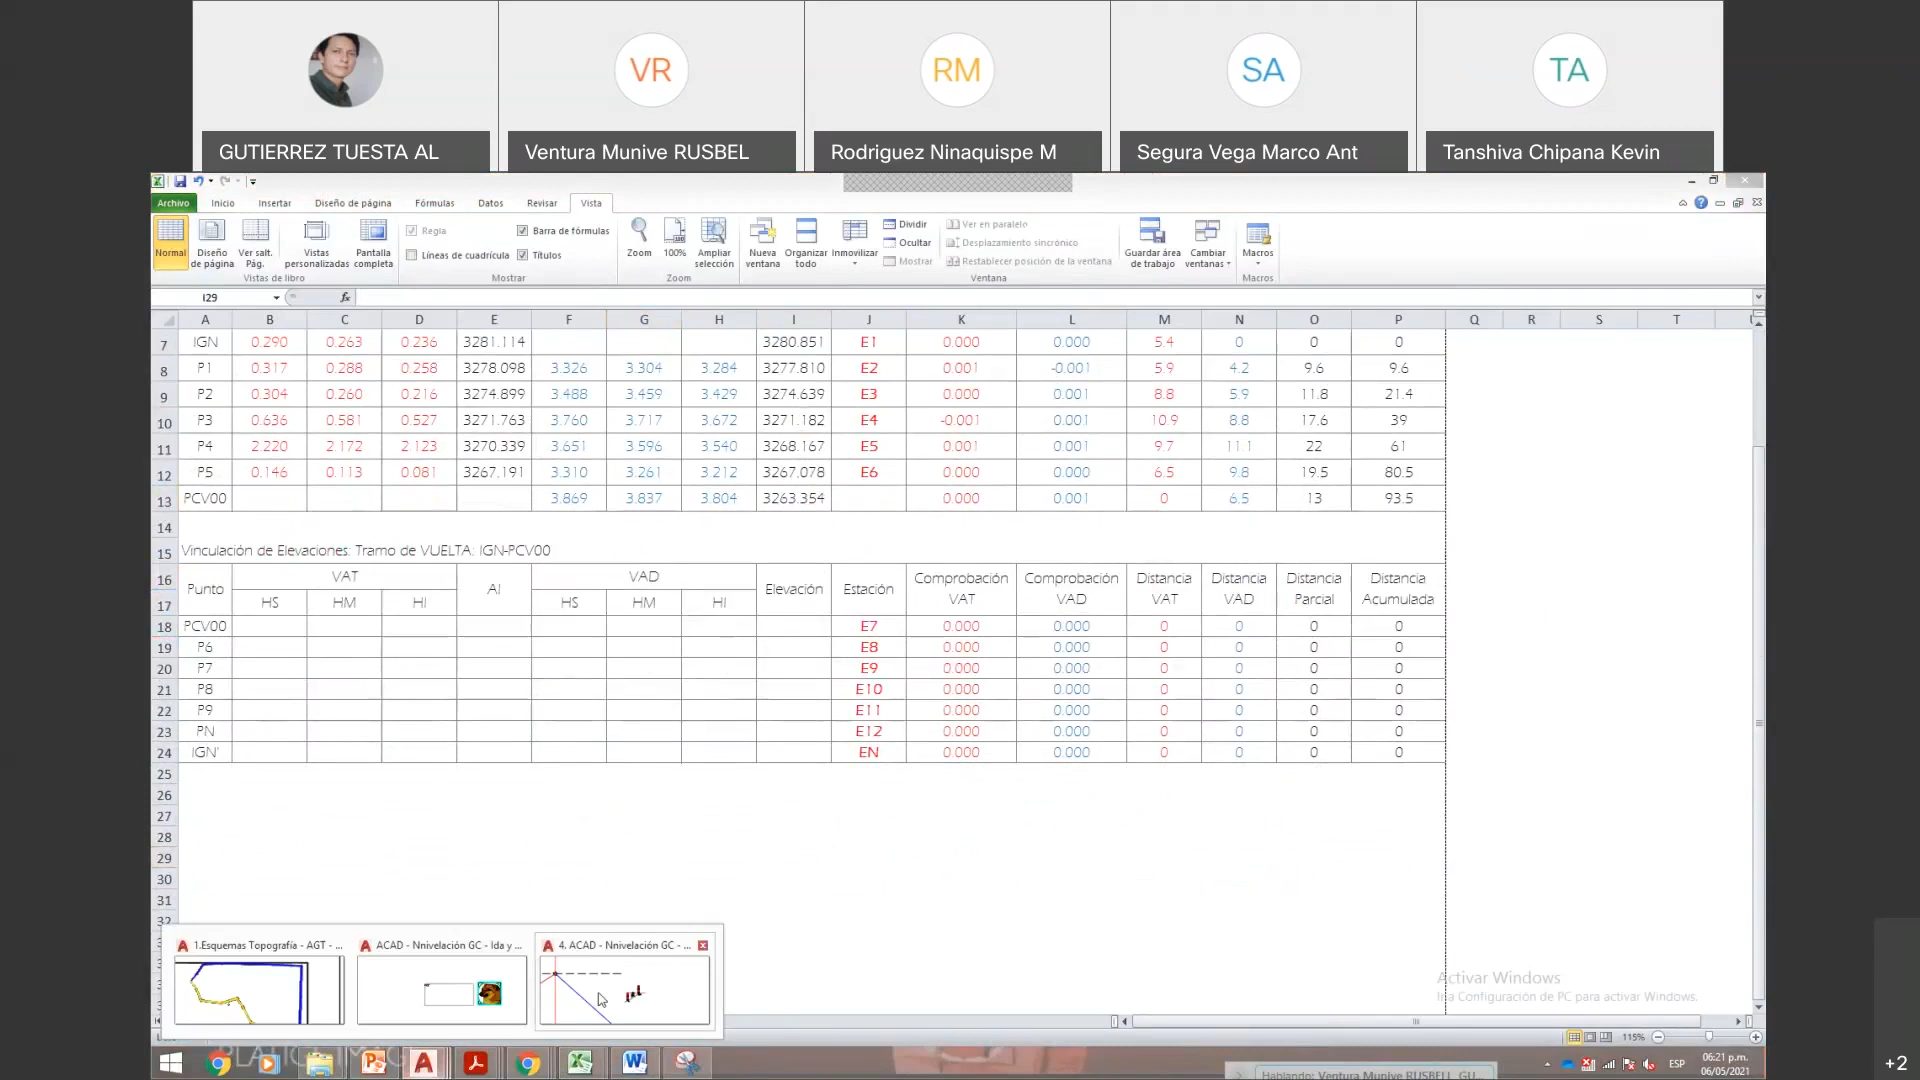 VR
RM
SA
TA
GUTIERREZ TUESTA AL
Ventura Munive RUSBEL
Rodriguez Ninaquispe M
Segura Vega Marco Ant
Tanshiva Chipana Kevin
Archivo Inicio Insertar Diseño de página Fórmulas Datos Revisar Vista
Normal Diseño de página Ver salt. Pág. Vistas personalizadas Pantalla completa
Vistas de libro
Regla Barra de fórmulas
Líneas de cuadrícula Títulos
Mostrar
Zoom 100% Ampliar selección
Zoom
Nueva ventana Organizar todo Inmovilizar
Dividir
Ocultar
Mostrar
Ver en paralelo
Desplazamiento sincrónico
Restablecer posición de la ventana
Guardar área de trabajo Cambiar ventanas
Ventana
Macros
Macros
I29 fx
A B C D E F G H I J K L M N O P Q R S T
7 IGN 0.290 0.263 0.236 3281.114 3280.851 E1 0.000 0.000 5.4 0 0 0
8 P1 0.317 0.288 0.258 3278.098 3.326 3.304 3.284 3277.810 E2 0.001 -0.001 5.9 4.2 9.6 9.6
9 P2 0.304 0.260 0.216 3274.899 3.488 3.459 3.429 3274.639 E3 0.000 0.001 8.8 5.9 11.8 21.4
10 P3 0.636 0.581 0.527 3271.763 3.760 3.717 3.672 3271.182 E4 -0.001 0.001 10.9 8.8 17.6 39
11 P4 2.220 2.172 2.123 3270.339 3.651 3.596 3.540 3268.167 E5 0.001 0.001 9.7 11.1 22 61
12 P5 0.146 0.113 0.081 3267.191 3.310 3.261 3.212 3267.078 E6 0.000 0.000 6.5 9.8 19.5 80.5
13 PCV00 3.869 3.837 3.804 3263.354 0.000 0.001 0 6.5 13 93.5
14
15 Vinculación de Elevaciones: Tramo de VUELTA: IGN-PCV00
16 Punto VAT AI VAD Elevación Estación Comprobación VAT Comprobación VAD Distancia VAT Distancia VAD Distancia Parcial Distancia Acumulada
17 HS HM HI HS HM HI
18 PCV00 E7 0.000 0.000 0 0 0 0
19 P6 E8 0.000 0.000 0 0 0 0
20 P7 E9 0.000 0.000 0 0 0 0
21 P8 E10 0.000 0.000 0 0 0 0
22 P9 E11 0.000 0.000 0 0 0 0
23 PN E12 0.000 0.000 0 0 0 0
24 IGN' EN 0.000 0.000 0 0 0 0
25
26
27
28
29
30
31
32
1.Esquemas Topografía - AGT - ...
ACAD - Nnivelación GC - Ida y ...
4. ACAD - Nnivelación GC - ...
Activar Windows
Ir a Configuración de PC para activar Windows.
115%
ESP
06:21 p.m.
06/05/2021
Hablando: Ventura Munive RUSBELL, GU...
+2